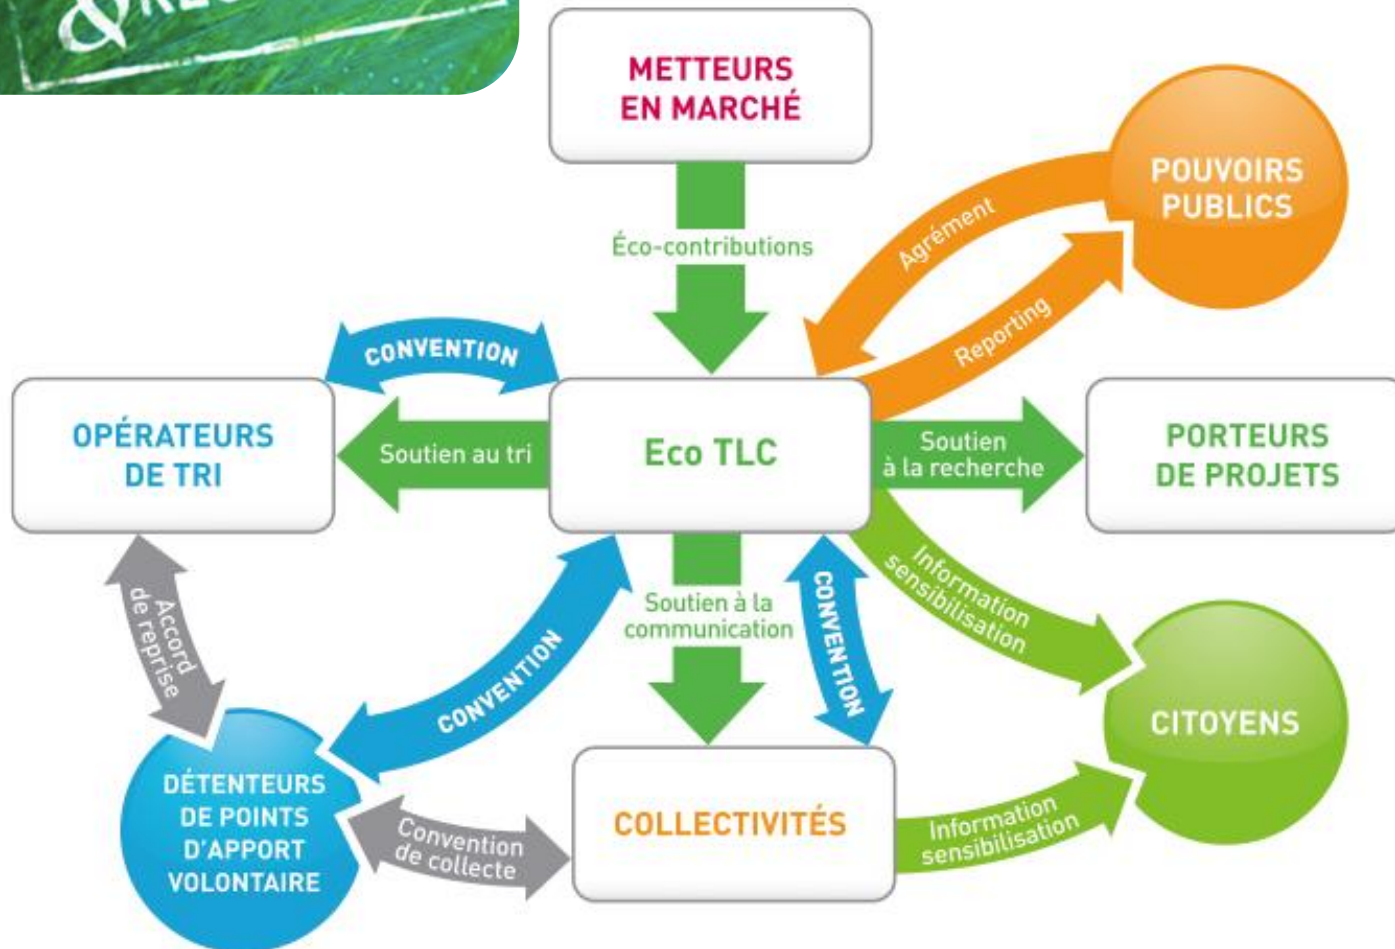 &
METTEURS
EN MARCHÉ
POUVOIRS
PUBLICS
Éco-contributions
Agrément
Reporting
CONVENTION
OPÉRATEURS
DE TRI
Soutien au tri
Eco TLC
Soutien
à la recherche
PORTEURS
DE PROJETS
Accord
de reprise
CONVENTION
Soutien à la
communication
CONVENTION
Information
sensibilisation
CITOYENS
DÉTENTEURS
DE POINTS
D'APPORT
VOLONTAIRE
Convention
de collecte
COLLECTIVITÉS
Information
sensibilisation